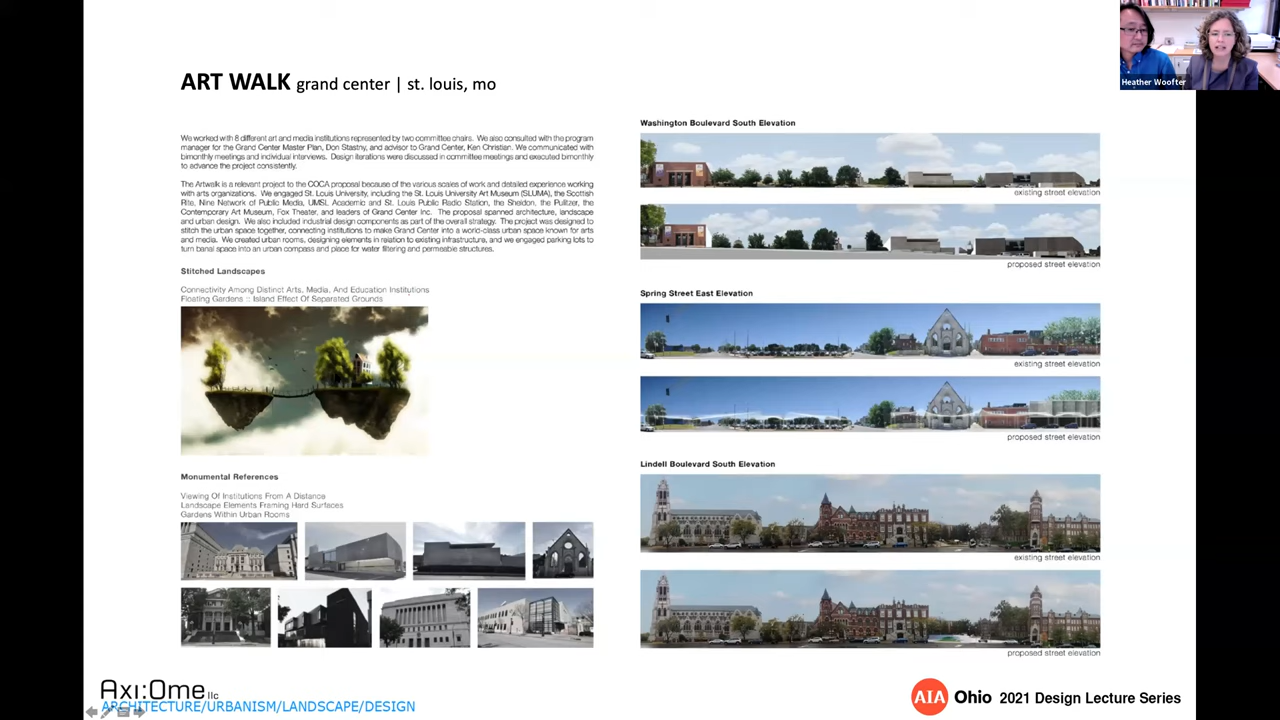 Heather Woofter
ART WALK grand center | st. louis, mo
We worked with 8 different art and media institutions represented by two committee chairs. We also consulted with the program
manager for the Grand Center Master Plan, Don Stastny, and advisor to Grand Center, Ken Christian. We communicated with
bimonthly meetings and individual interviews. Design iterations were discussed in committee meetings and executed bimonthly
to advance the project consistently.
The Artwalk is a relevant project to the COCA proposal because of the various scales of work and detailed experience working
with arts organizations. We engaged St. Louis University, including the St. Louis University Art Museum (SLUMA), the Scottish
Rite, Nine Network of Public Media, UMSL Academic and St. Louis Public Radio Station, the Sheldon, the Pulitzer, the
Contemporary Art Museum, Fox Theater, and leaders of Grand Center Inc. The proposal spanned architecture, landscape
and urban design. We also included industrial design components as part of the overall strategy. The project was designed to
stitch the urban space together, connecting institutions to make Grand Center into a world-class urban space known for arts
and media. We created urban rooms, designing elements in relation to existing infrastructure, and we engaged parking lots to
turn banal space into an urban compass and place for water filtering and permeable structures.
Stitched Landscapes
Connectivity Among Distinct Arts, Media, And Education Institutions
Floating Gardens :: Island Effect Of Separated Grounds
Monumental References
Viewing Of Institutions From A Distance
Landscape Elements Framing Hard Surfaces
Gardens Within Urban Rooms
Washington Boulevard South Elevation
existing street elevation
proposed street elevation
Spring Street East Elevation
existing street elevation
proposed street elevation
Lindell Boulevard South Elevation
existing street elevation
proposed street elevation
Axi:Ome llc
ARCHITECTURE/URBANISM/LANDSCAPE/DESIGN
AIA Ohio 2021 Design Lecture Series